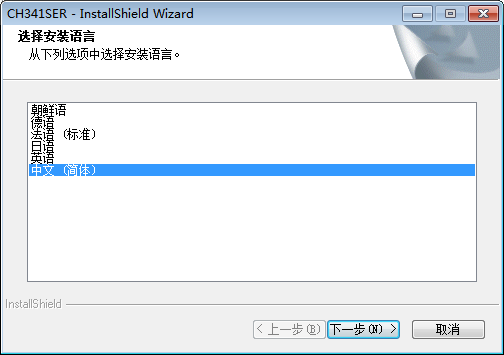 CH341SER - InstallShield Wizard
选择安装语言
从下列选项中选择安装语言。
朝鲜语
德语
法语 (标准)
日语
英语
中文 (简体)
InstallShield
< 上一步(B)
下一步(N) >
取消